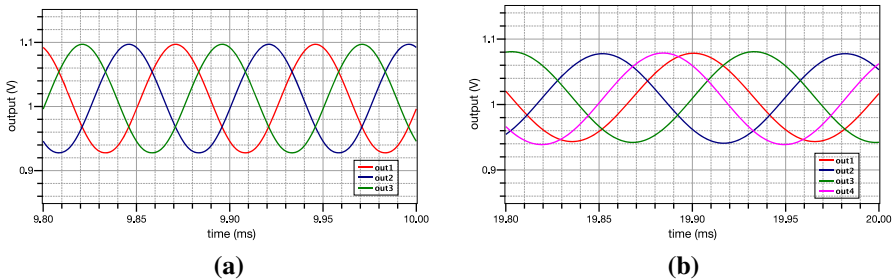 output (V)
1.1
1
0.9
9.80
9.85
9.90
9.95
10.00
time (ms)
out1
out2
out3
(a)
output (V)
1.1
1
0.9
19.80
19.85
19.90
19.95
20.00
time (ms)
out1
out2
out3
out4
(b)